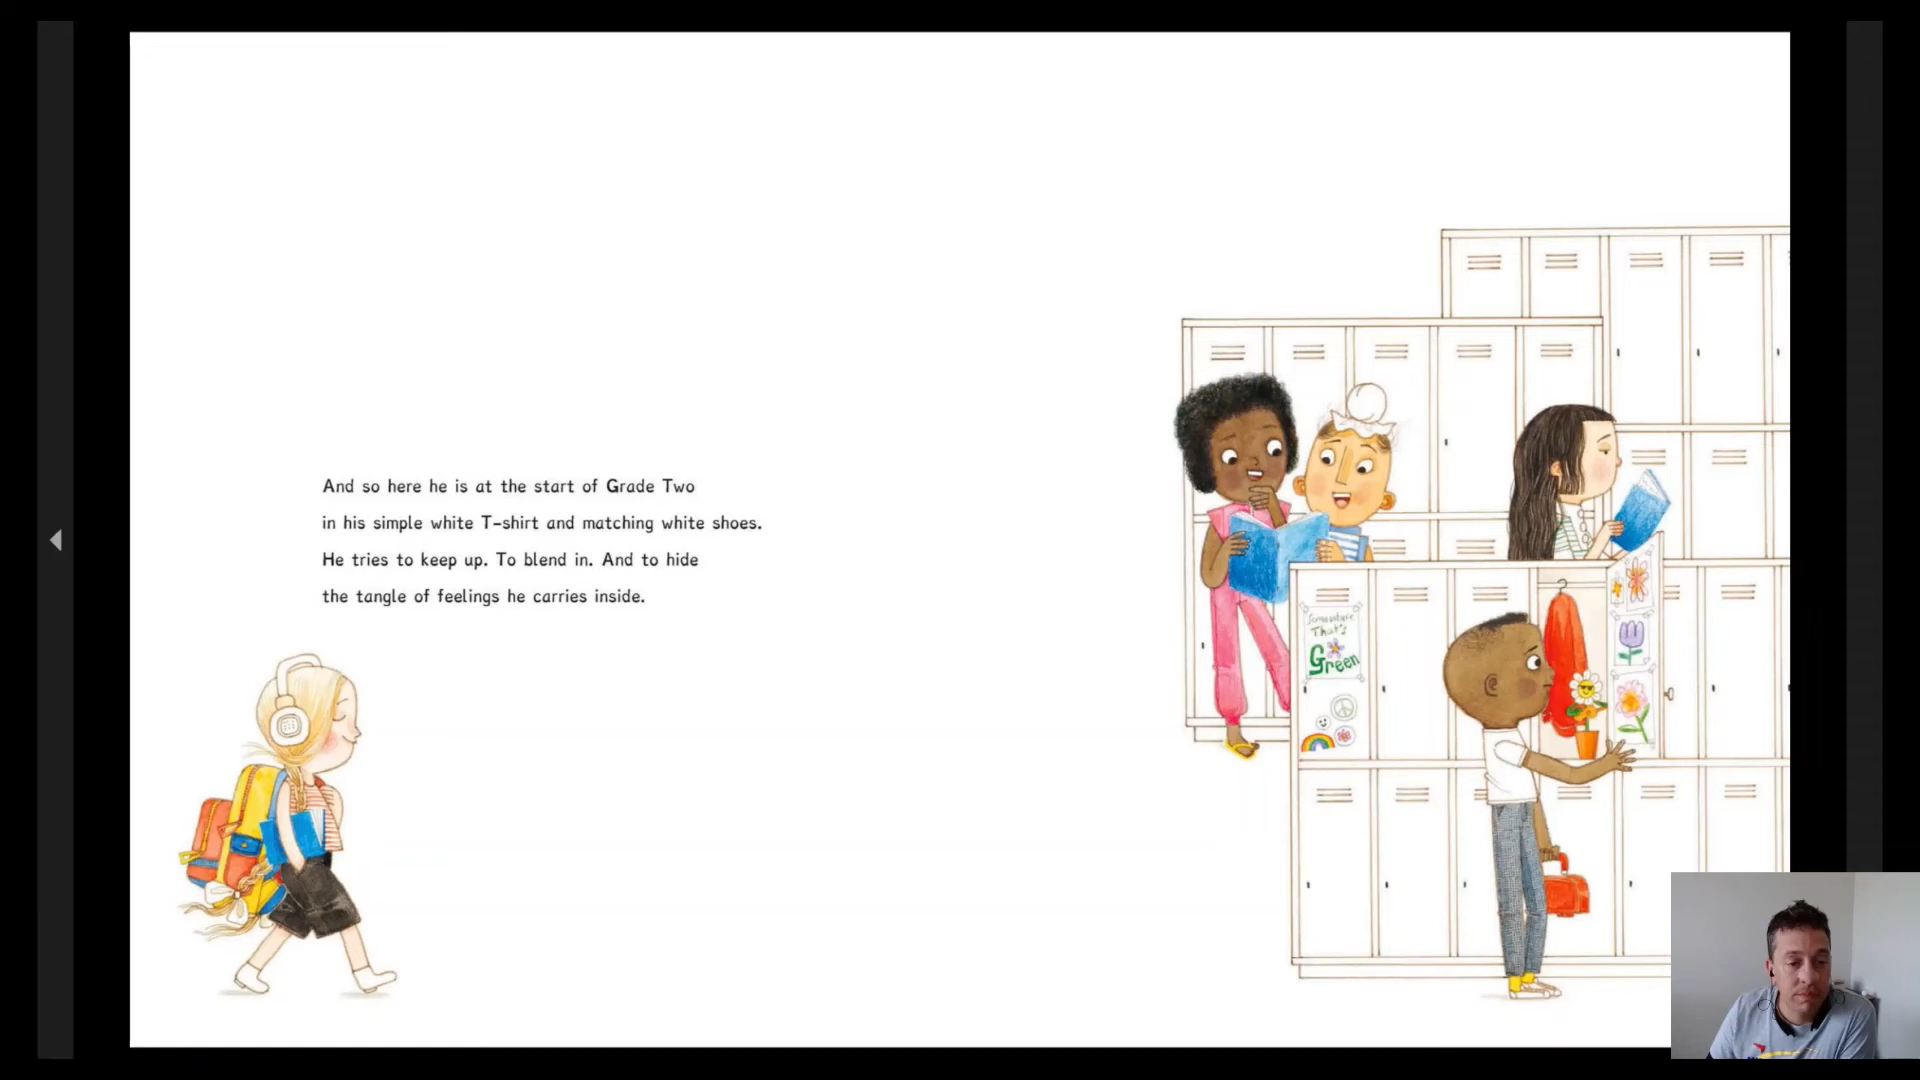 And so here he is at the start of Grade Two
in his simple white T-shirt and matching white shoes.
He tries to keep up. To blend in. And to hide
the tangle of feelings he carries inside.
Somewhere
That's
Green